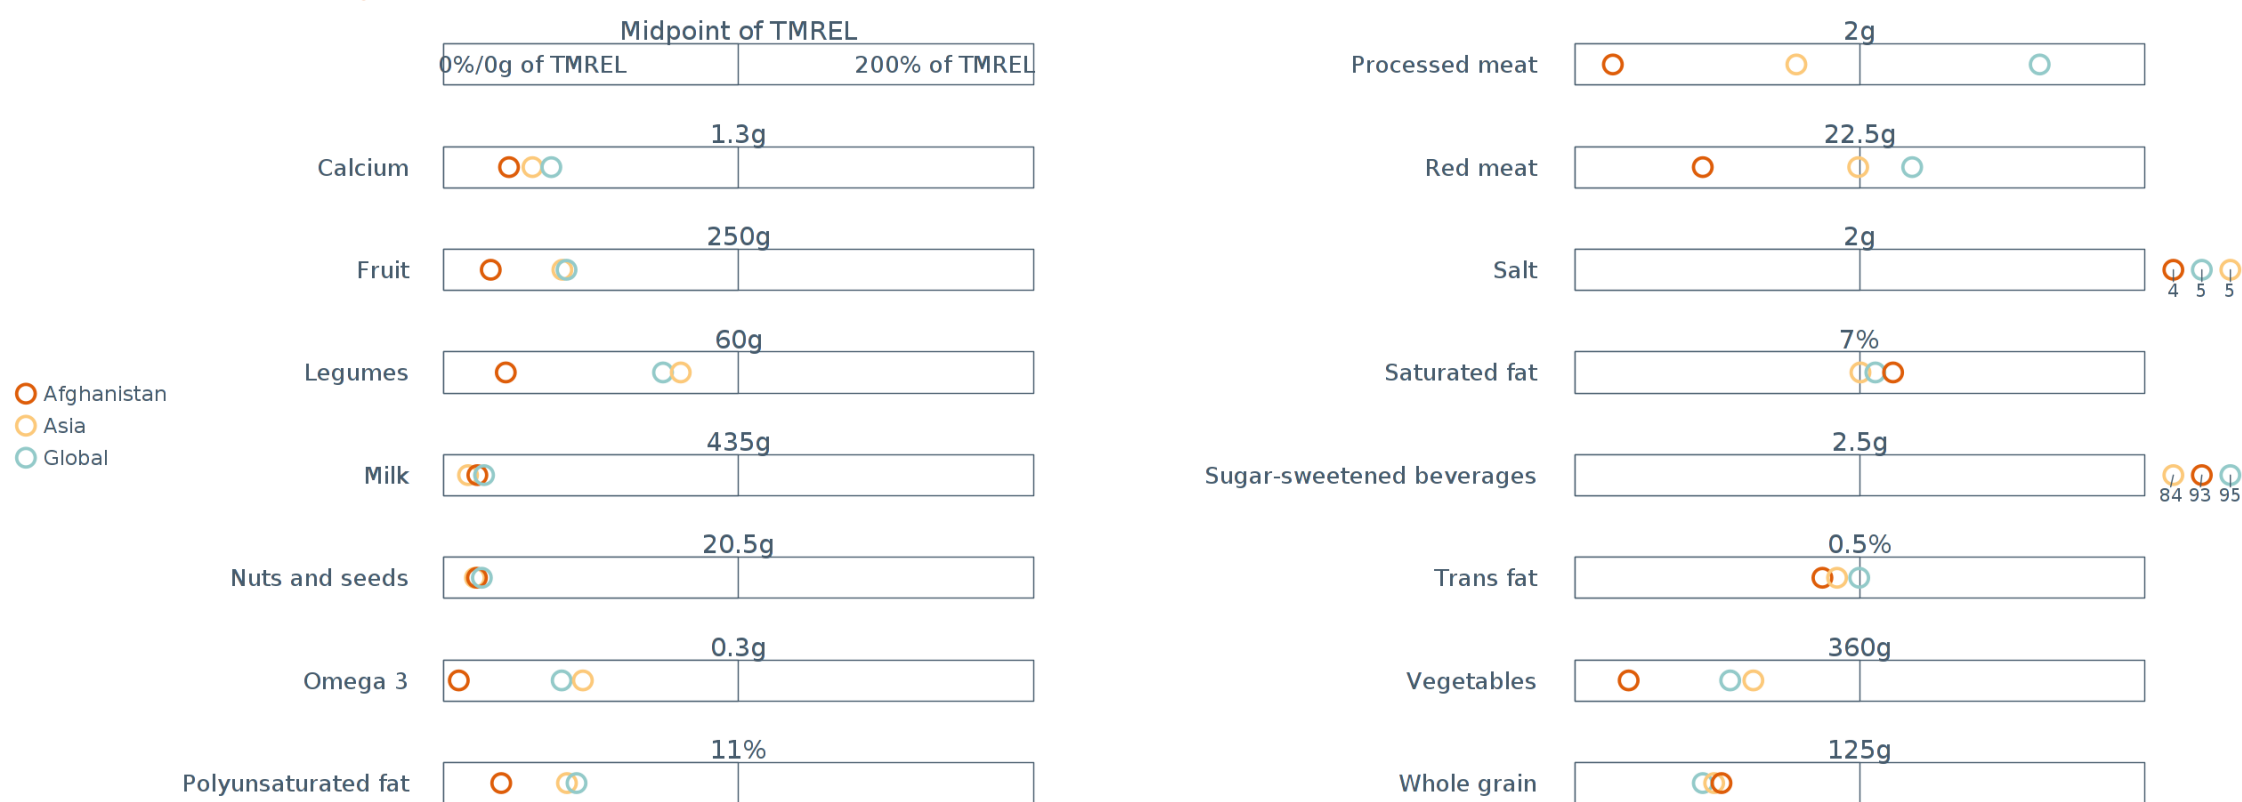 Midpoint of TMREL
0%/0g of TMREL 200% of TMREL
1.3g
Calcium
250g
Fruit
60g
Legumes
435g
Milk
20.5g
Nuts and seeds
0.3g
Omega 3
11%
Polyunsaturated fat
Afghanistan
Asia
Global
2g
Processed meat
22.5g
Red meat
2g
Salt
4 5 5
7%
Saturated fat
2.5g
Sugar-sweetened beverages
84 93 95
0.5%
Trans fat
360g
Vegetables
125g
Whole grain